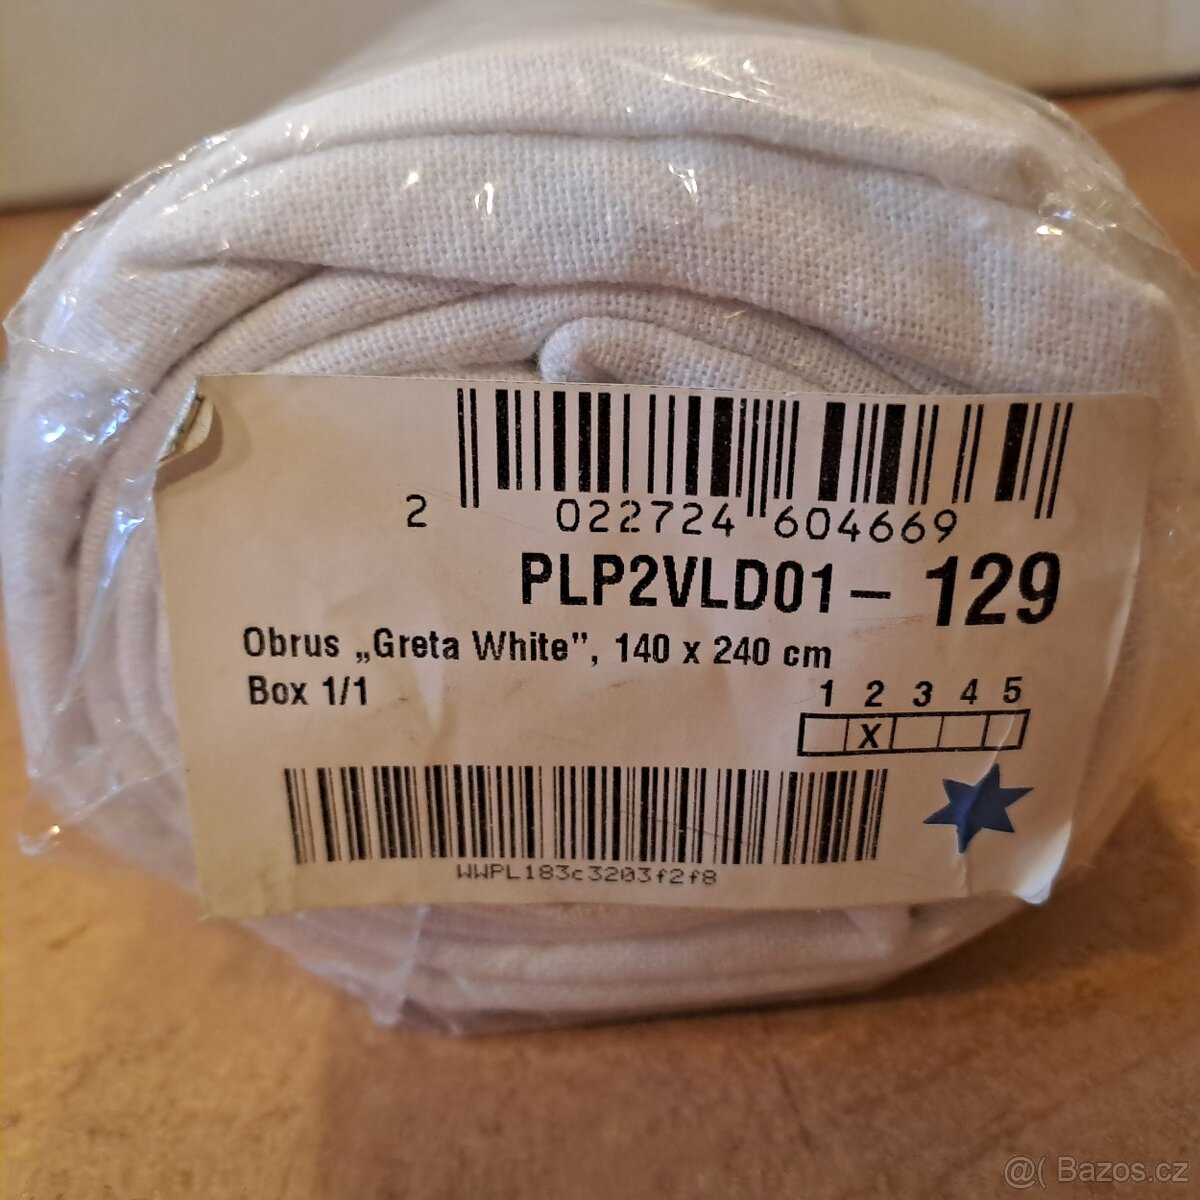 2 022724 604669
PLP2VLD01 – 129
Obrus „Greta White”, 140 x 240 cm
Box 1/1
1 2 3 4 5
X
WWPL183c3203f2f8
@( Bazos.cz